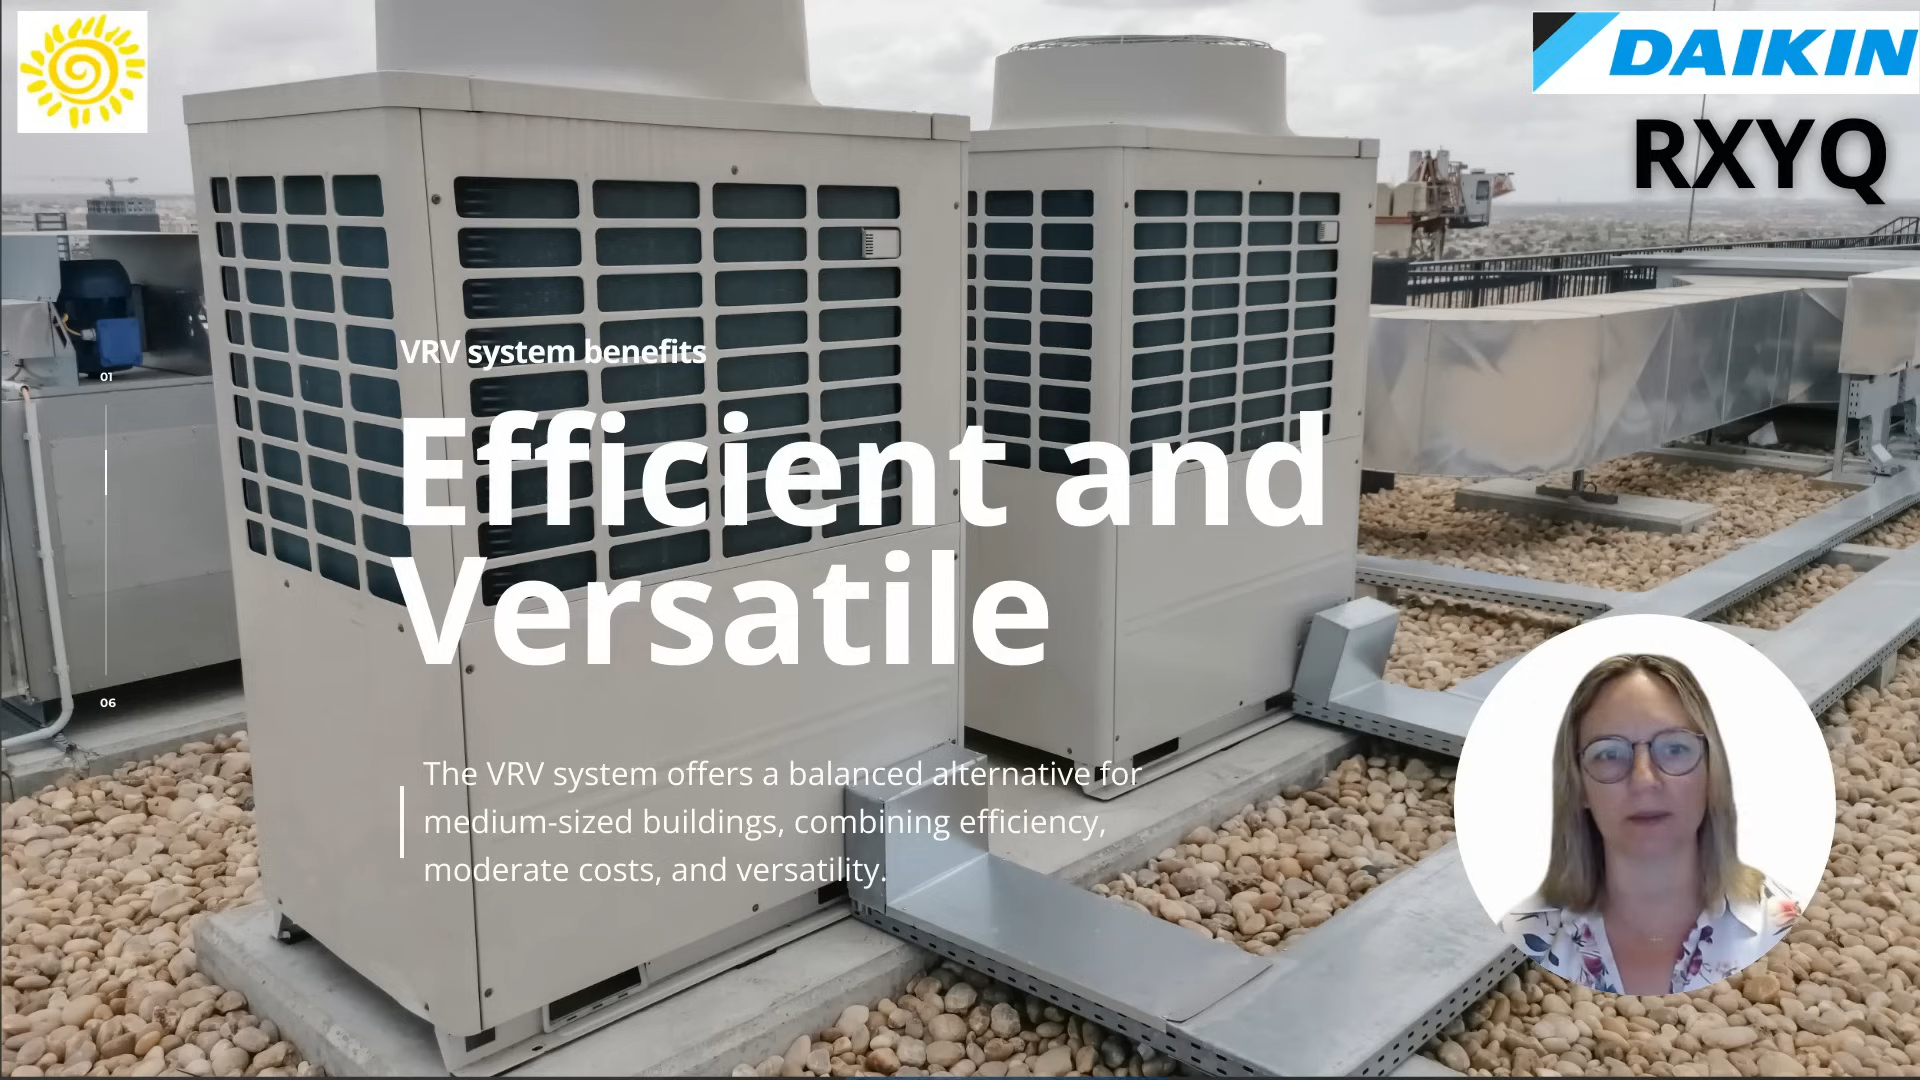 DAIKIN
RXYQ
VRV system benefits
01
Efficient and
Versatile
06
The VRV system offers a balanced alternative for
medium-sized buildings, combining efficiency,
moderate costs, and versatility.